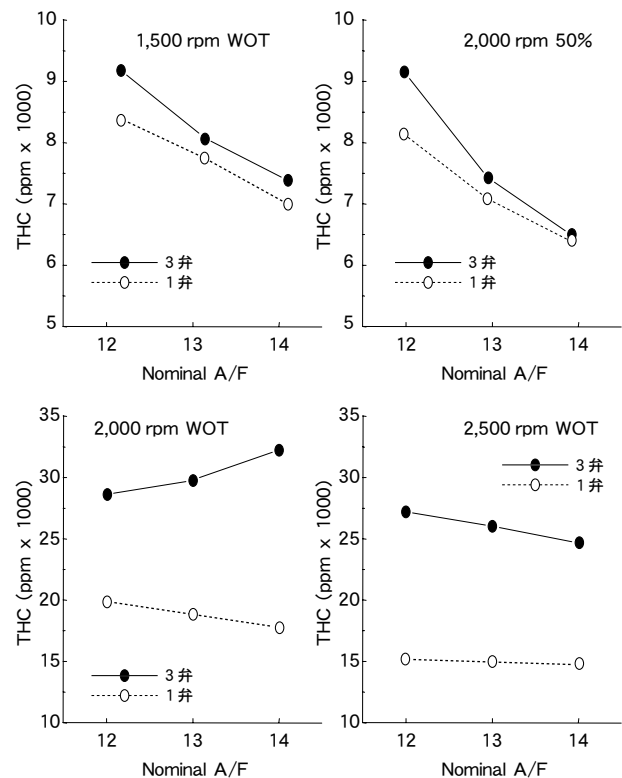 1,500 rpm WOT
THC (ppm x 1000)
10
9
8
7
6
5
3 弁
1 弁
12 13 14
Nominal A/F
2,000 rpm 50%
THC (ppm x 1000)
10
9
8
7
6
5
3 弁
1 弁
12 13 14
Nominal A/F
2,000 rpm WOT
THC (ppm x 1000)
35
30
25
20
15
10
3 弁
1 弁
12 13 14
Nominal A/F
2,500 rpm WOT
THC (ppm x 1000)
35
30
25
20
15
10
3 弁
1 弁
12 13 14
Nominal A/F